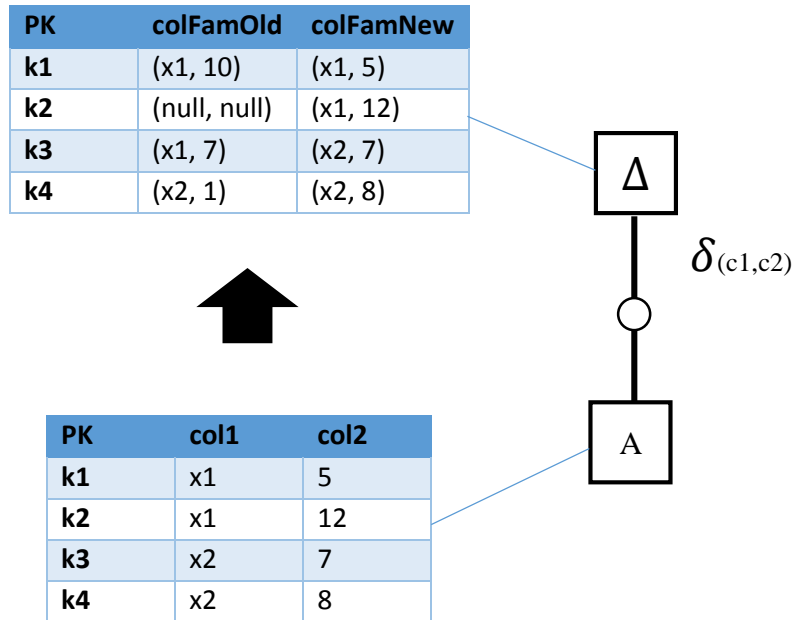 PK colFamOld colFamNew
k1 (x1, 10) (x1, 5)
k2 (null, null) (x1, 12)
k3 (x1, 7) (x2, 7)
k4 (x2, 1) (x2, 8)
Δ
δ(c1,c2)
A
PK col1 col2
k1 x1 5
k2 x1 12
k3 x2 7
k4 x2 8